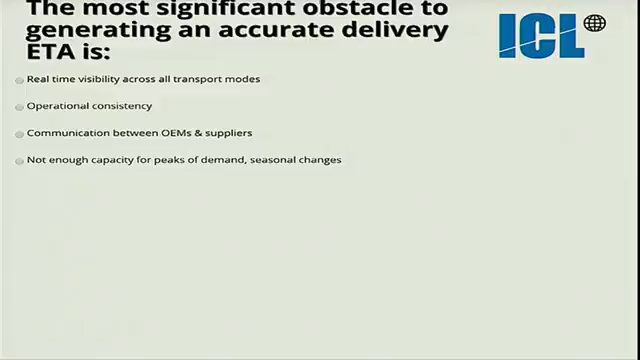 The most significant obstacle to
generating an accurate delivery
ETA is:
ICL
Real time visibility across all transport modes
Operational consistency
Communication between OEMs & suppliers
Not enough capacity for peaks of demand, seasonal changes